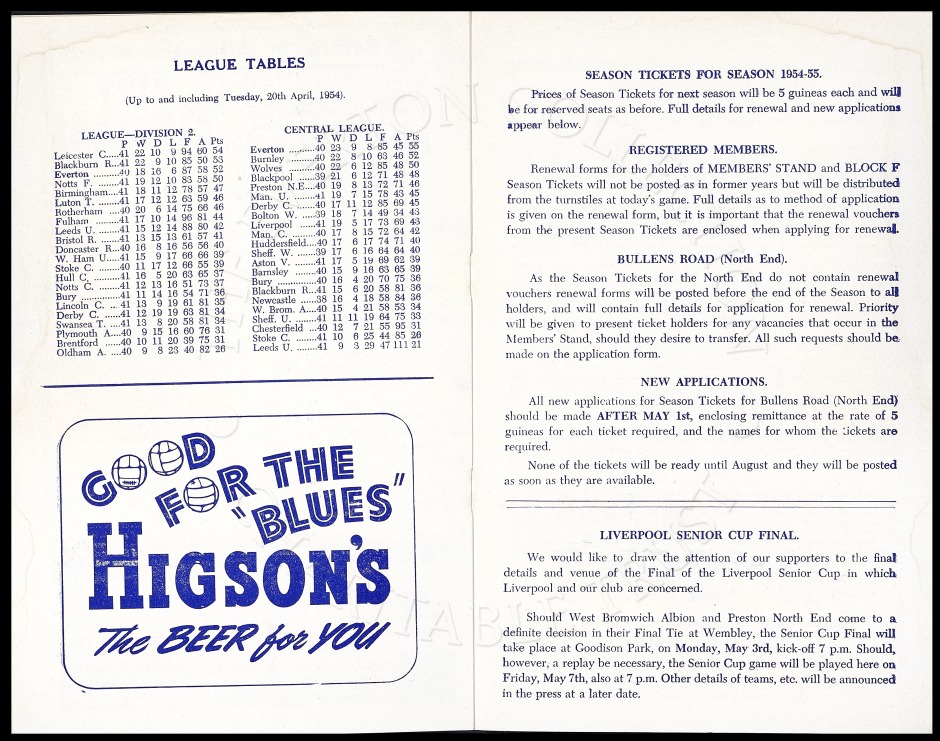 LEAGUE TABLES
(Up to and including Tuesday, 20th April, 1954).
LEAGUE—DIVISION 2.
P W D L F A Pts
Leicester C.....41 22 10 9 94 60 54
Blackburn R...41 22 9 10 85 50 53
Everton ..........40 18 16 6 87 58 52
Notts F. .........41 19 12 10 83 58 50
Birmingham...41 18 11 12 78 57 47
Luton T. ........41 17 12 12 63 59 46
Rotherham ....40 20 6 14 75 66 46
Fulham .........41 17 10 14 96 81 44
Leeds U. ........41 15 12 14 88 80 42
Bristol R. .......41 13 15 13 61 57 41
Doncaster R...40 16 8 16 56 56 40
W. Ham U.....41 15 9 17 66 66 39
Stoke C. .........40 11 17 12 66 55 39
Hull C. ..........41 16 5 20 63 65 37
Notts C. ........41 12 13 16 51 73 37
Bury ..............41 11 14 16 54 71 36
Lincoln C. .....41 13 9 19 61 81 35
Derby C. ........41 12 19 19 63 81 34
Swansea T. ....41 13 8 20 58 81 34
Plymouth A....40 9 15 16 60 76 31
Brentford ......40 10 11 20 39 75 31
Oldham A. ....40 9 8 23 40 82 26
CENTRAL LEAGUE.
P W D L F A Pts
Everton .........40 23 9 8 85 45 55
Burnley .........40 22 8 10 63 46 52
Wolves ..........40 22 6 12 85 48 50
Blackpool ......39 21 6 12 71 48 48
Preston N.E....40 19 8 13 72 71 46
Man. U. .........41 19 7 15 78 43 45
Derby C. ........40 17 11 12 85 69 45
Bolton W. ......39 18 7 14 49 34 43
Liverpool .......41 19 5 17 73 69 43
Man. C. .........40 17 8 15 72 64 42
Huddersfield....40 17 6 17 74 71 40
Sheff. W. .......39 17 6 16 64 64 40
Aston V. ........41 17 5 19 69 62 39
Barnsley ........40 15 9 16 63 65 39
Bury ..............40 16 4 20 70 75 36
Blackburn R...41 15 6 20 58 81 36
Newcastle ......38 16 4 18 58 84 36
W. Brom. A....40 15 4 21 58 53 34
Sheff. U. ........41 11 11 19 64 75 33
Chesterfield ...40 12 7 21 55 95 31
Stoke C. .........41 10 6 25 44 85 26
Leeds U. ........41 9 3 29 47 111 21
GOOD
FOR THE
"BLUES"
HIGSON'S
The BEER for YOU
SEASON TICKETS FOR SEASON 1954-55.
Prices of Season Tickets for next season will be 5 guineas each and will
be for reserved seats as before. Full details for renewal and new applications
appear below.
REGISTERED MEMBERS.
Renewal forms for the holders of MEMBERS' STAND and BLOCK F
Season Tickets will not be posted as in former years but will be distributed
from the turnstiles at today's game. Full details as to method of application
is given on the renewal form, but it is important that the renewal vouchers
from the present Season Tickets are enclosed when applying for renewal.
BULLENS ROAD (North End).
As the Season Tickets for the North End do not contain renewal
vouchers renewal forms will be posted before the end of the Season to all
holders, and will contain full details for application for renewal. Priority
will be given to present ticket holders for any vacancies that occur in the
Members' Stand, should they desire to transfer. All such requests should be
made on the application form.
NEW APPLICATIONS.
All new applications for Season Tickets for Bullens Road (North End)
should be made AFTER MAY 1st, enclosing remittance at the rate of 5
guineas for each ticket required, and the names for whom the tickets are
required.
None of the tickets will be ready until August and they will be posted
as soon as they are available.
LIVERPOOL SENIOR CUP FINAL.
We would like to draw the attention of our supporters to the final
details and venue of the Final of the Liverpool Senior Cup in which
Liverpool and our club are concerned.
Should West Bromwich Albion and Preston North End come to a
definite decision in their Final Tie at Wembley, the Senior Cup Final will
take place at Goodison Park, on Monday, May 3rd, kick-off 7 p.m. Should,
however, a replay be necessary, the Senior Cup game will be played here on
Friday, May 7th, also at 7 p.m. Other details of teams, etc. will be announced
in the press at a later date.